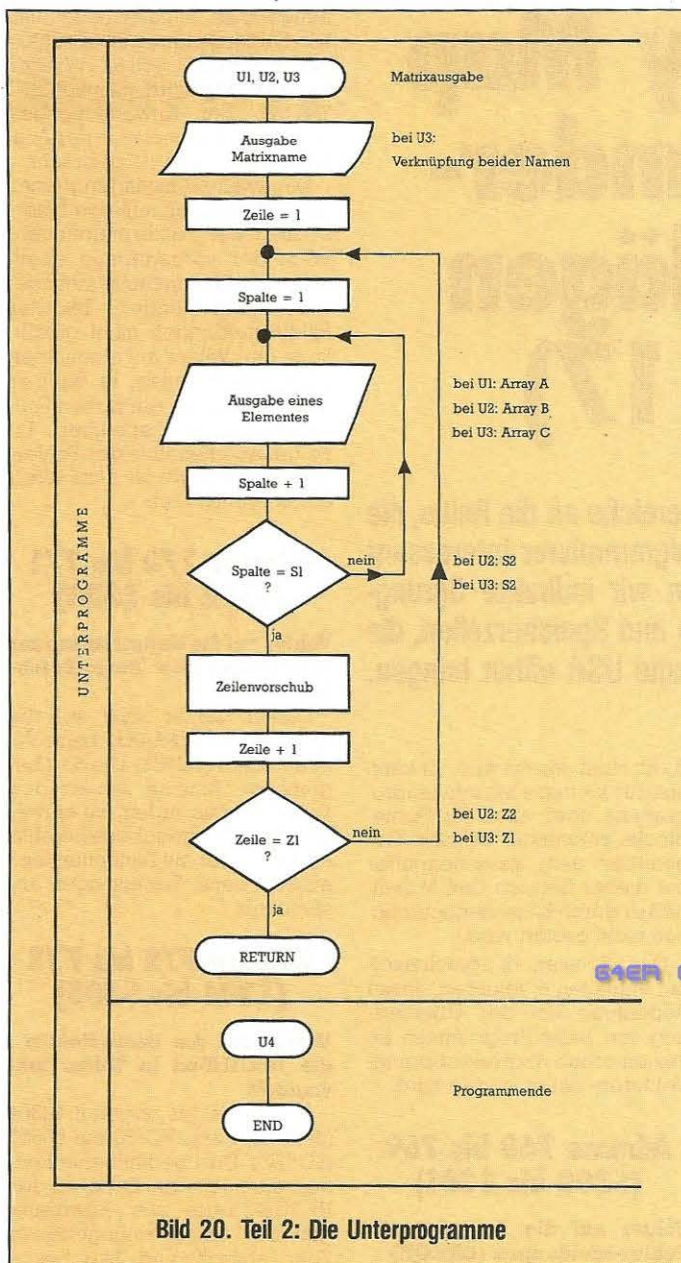 U1, U2, U3
Matrixausgabe
Ausgabe
Matrixname
bei U3:
Verknüpfung beider Namen
Zeile = 1
Spalte = 1
Ausgabe eines
Elementes
bei U1: Array A
bei U2: Array B
bei U3: Array C
Spalte + 1
Spalte = S1
?
nein
bei U2: S2
bei U3: S2
ja
Zeilenvorschub
Zeile + 1
Zeile = Z1
?
nein
bei U2: Z2
bei U3: Z1
ja
RETURN
UNTERPROGRAMME
64ER
U4
Programmende
END
Bild 20. Teil 2: Die Unterprogramme